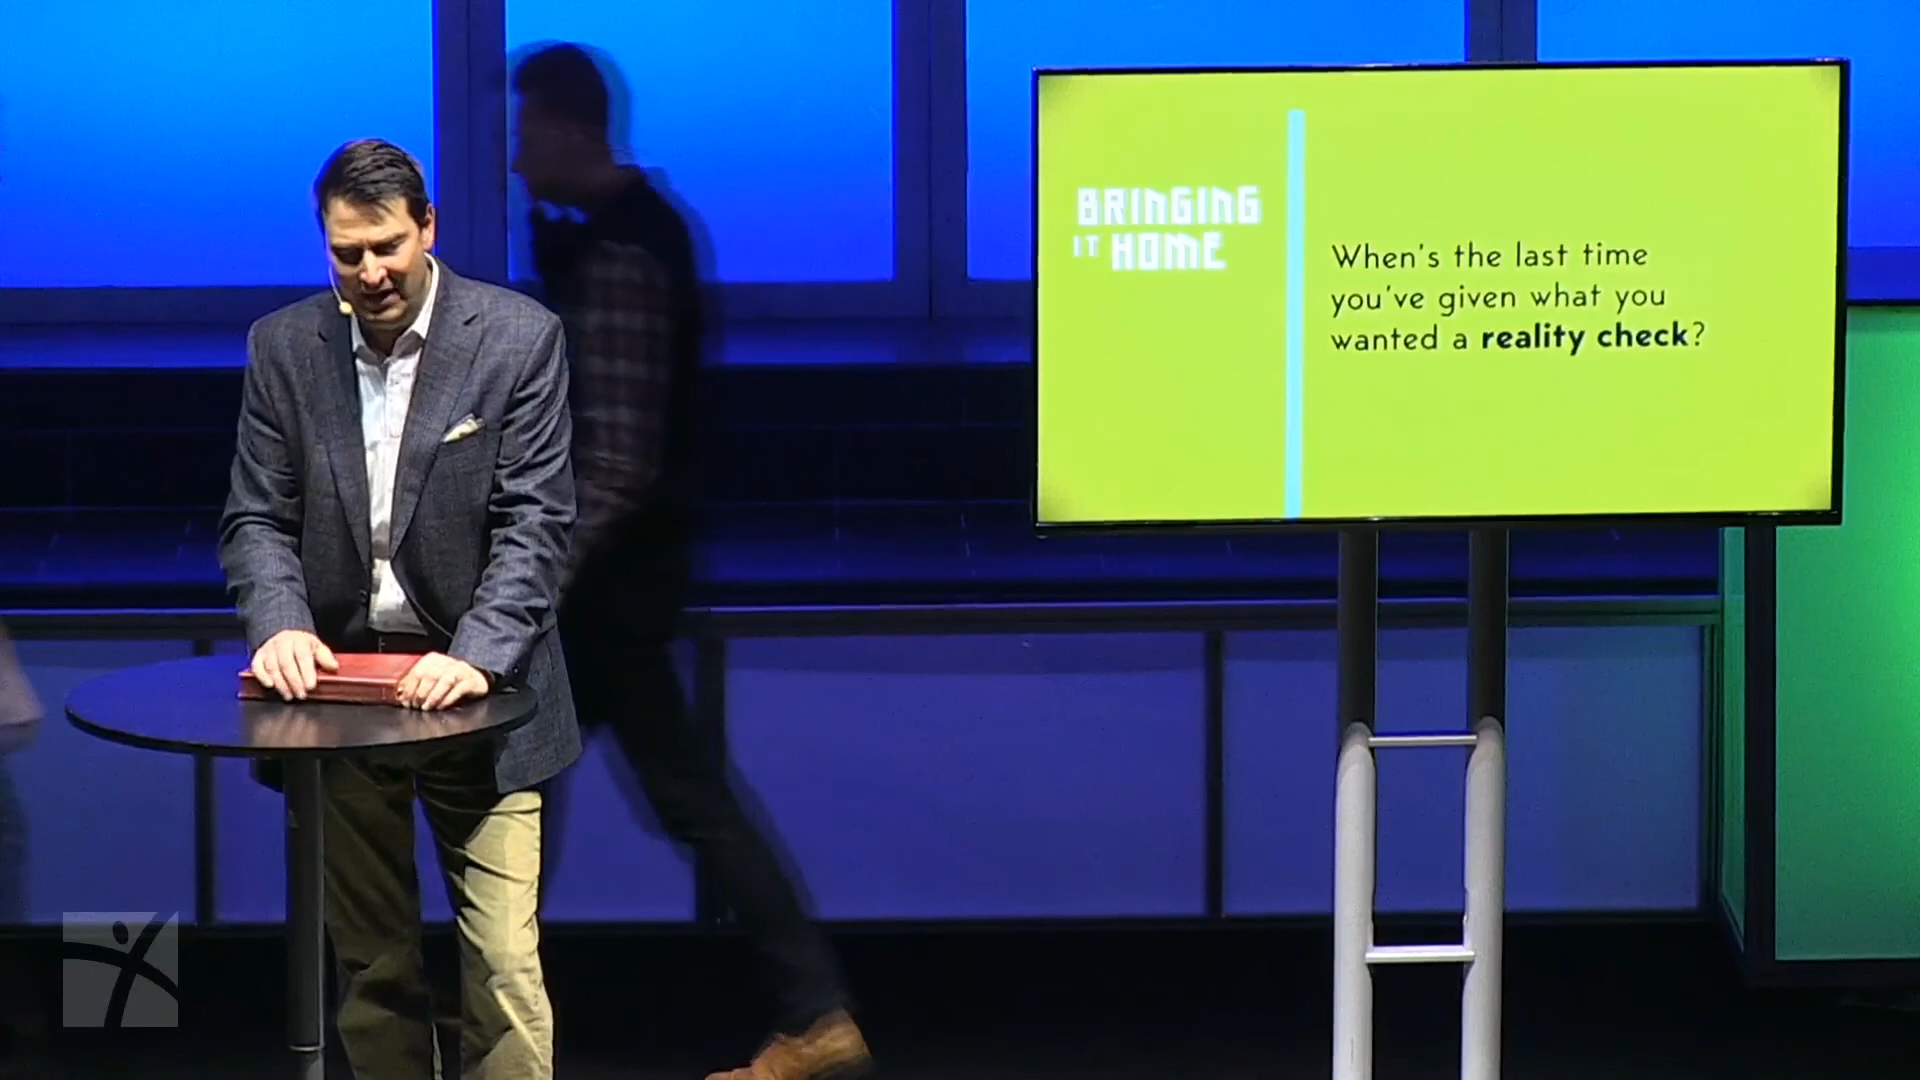 BRINGING
IT HOME
When's the last time
you've given what you
wanted a reality check?